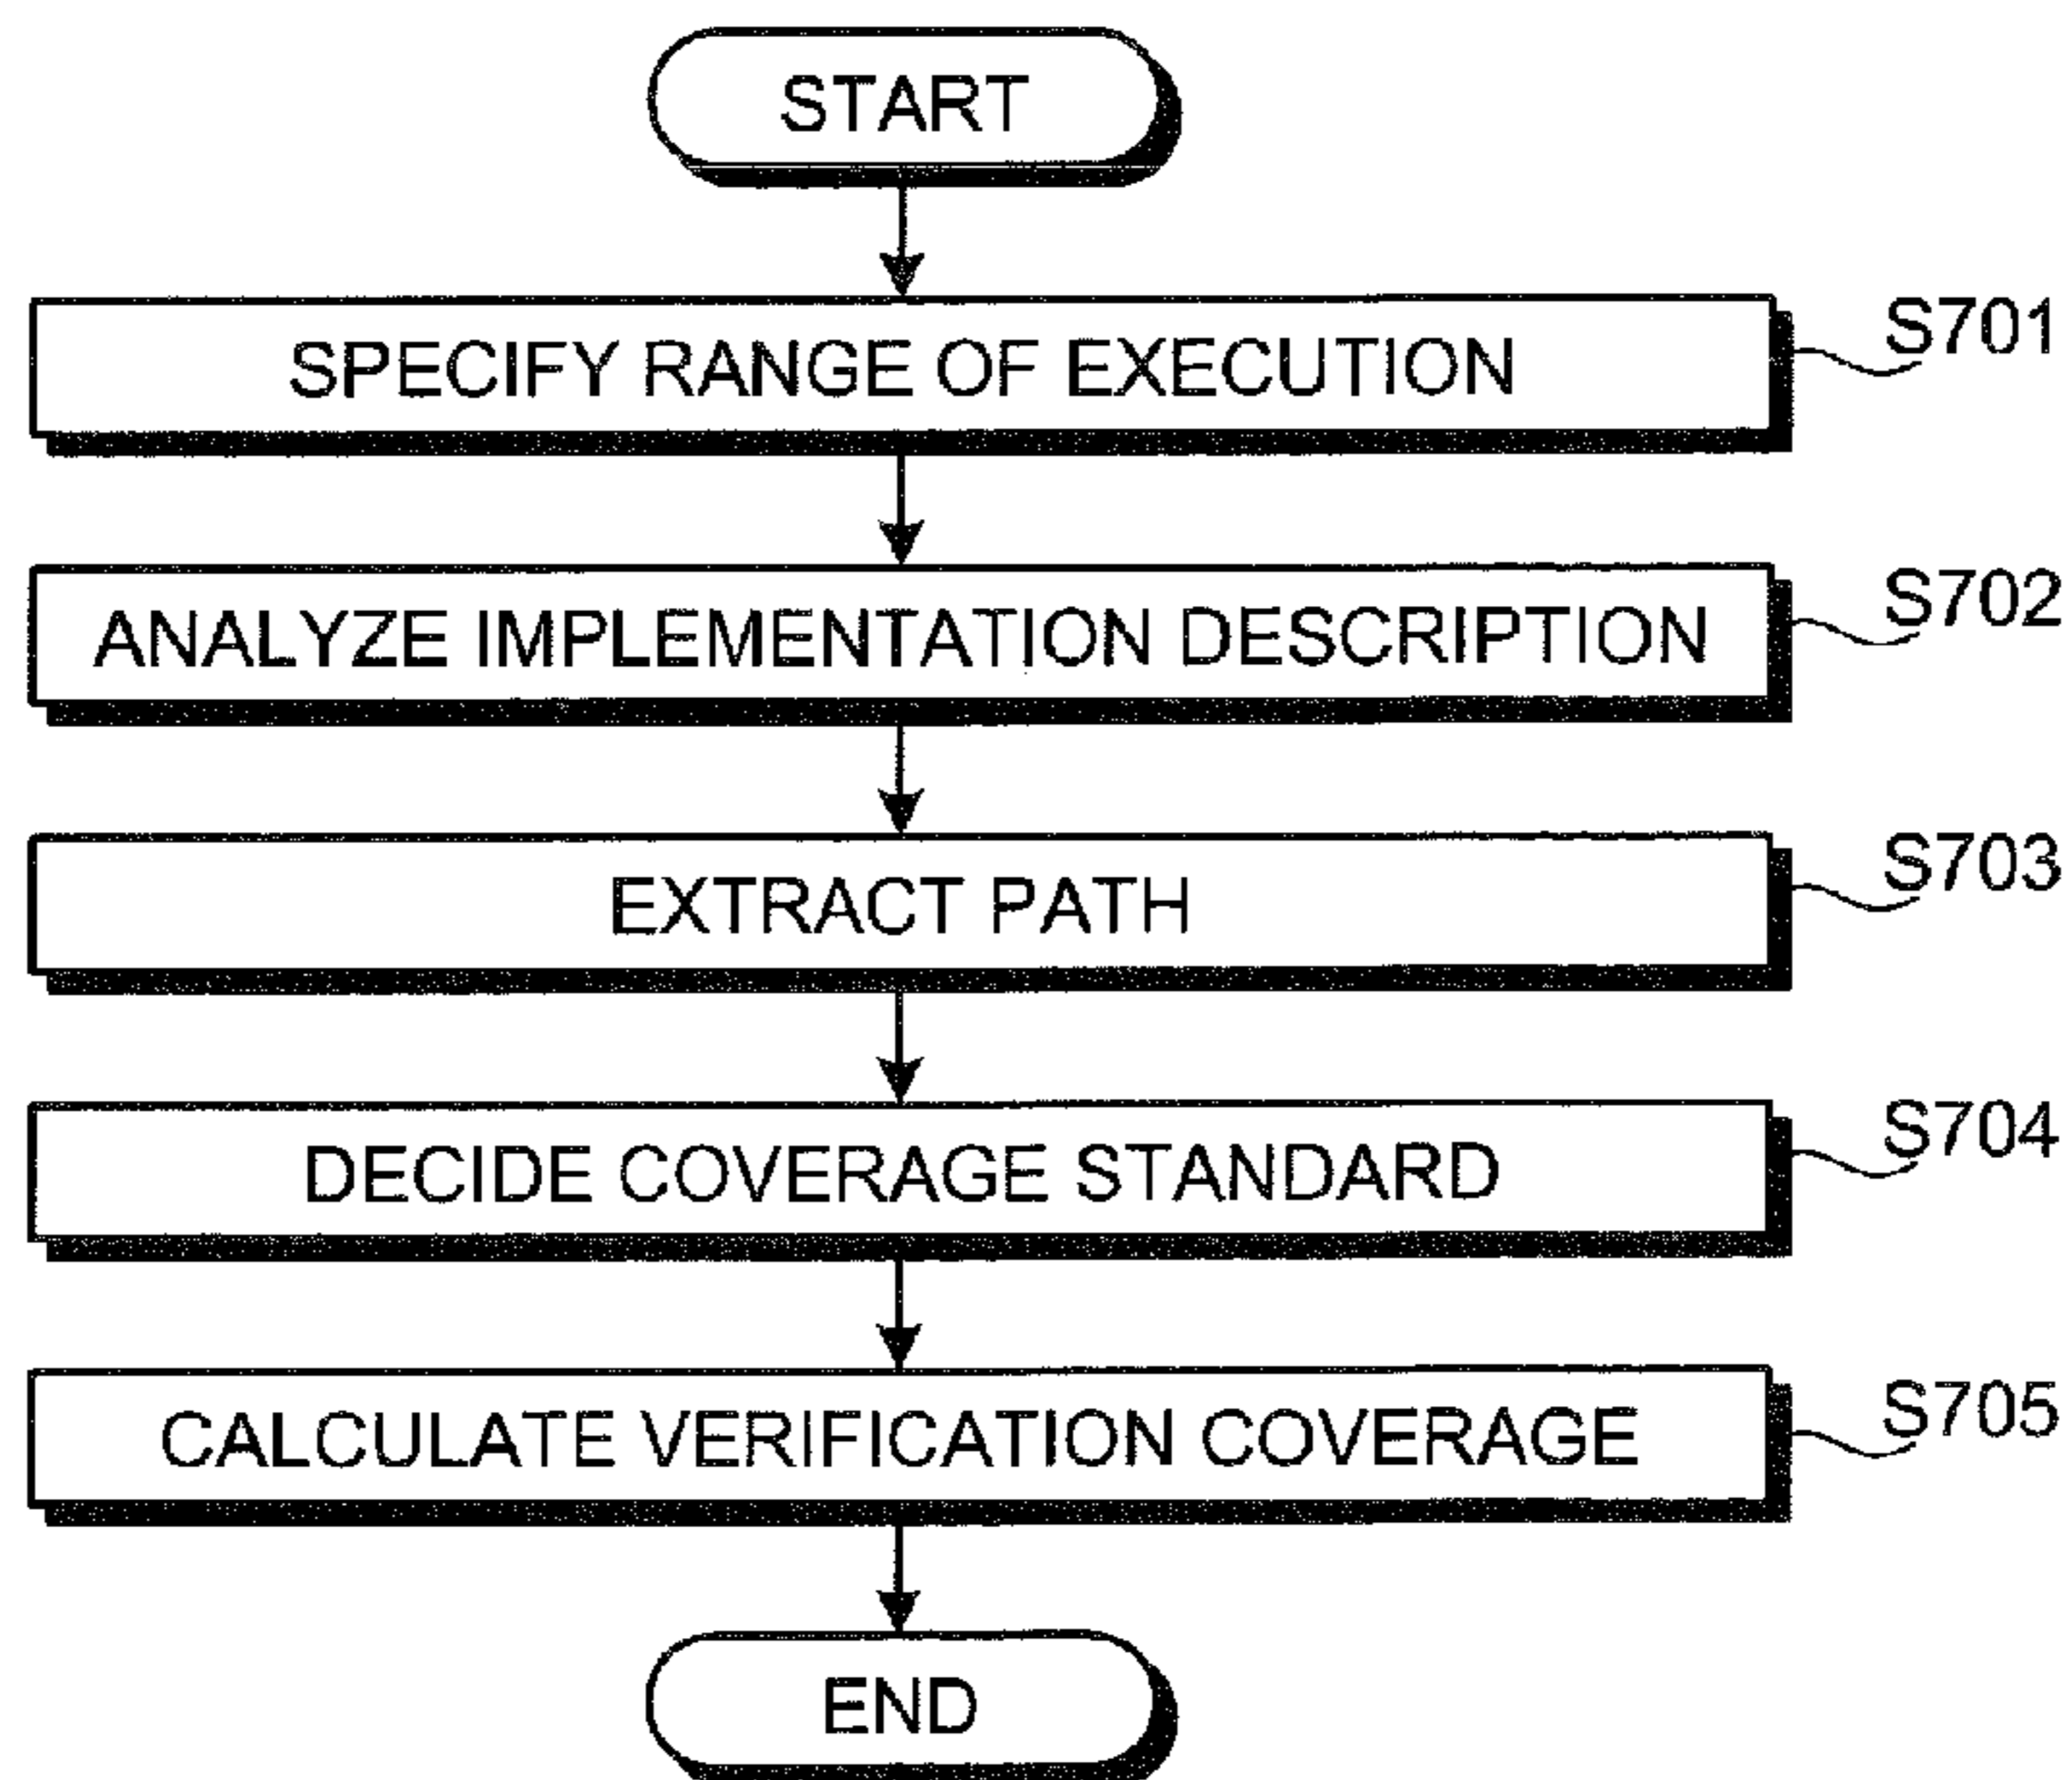 START
SPECIFY RANGE OF EXECUTION
S701
ANALYZE IMPLEMENTATION DESCRIPTION
S702
EXTRACT PATH
S703
DECIDE COVERAGE STANDARD
S704
CALCULATE VERIFICATION COVERAGE
S705
END